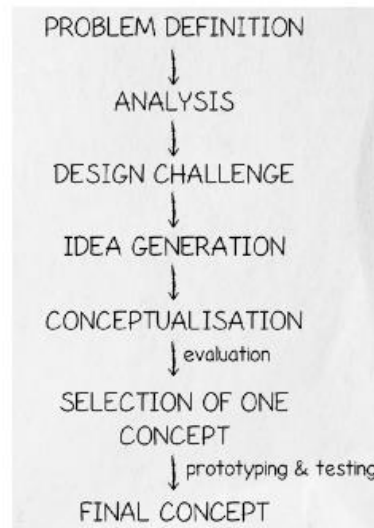 PROBLEM DEFINITION
ANALYSIS
DESIGN CHALLENGE
IDEA GENERATION
CONCEPTUALISATION
evaluation
SELECTION OF ONE
CONCEPT
prototyping & testing
FINAL CONCEPT